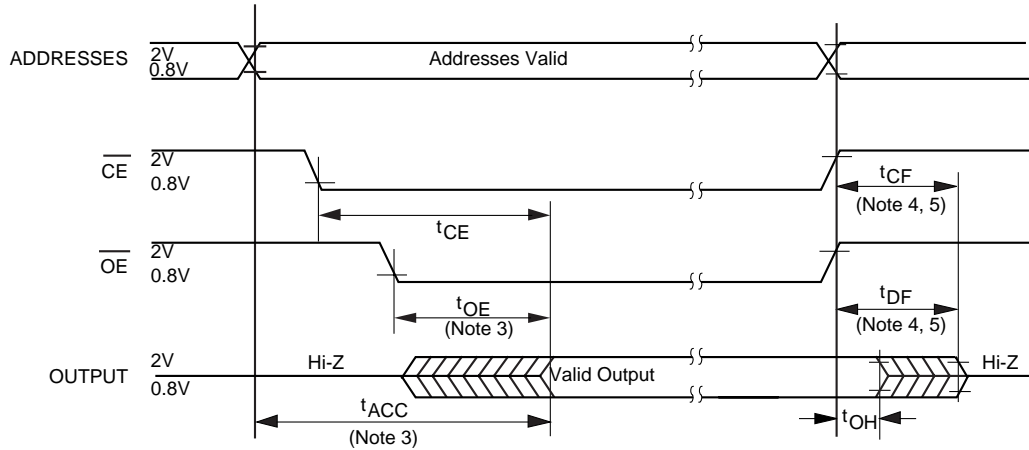 ADDRESSES 2V 0.8V Addresses Valid
CE 2V 0.8V
tCF
(Note 4, 5)
tCE
OE 2V 0.8V
tOE
(Note 3)
tDF
(Note 4, 5)
OUTPUT 2V 0.8V Hi-Z Valid Output Hi-Z
tACC
(Note 3)
tOH